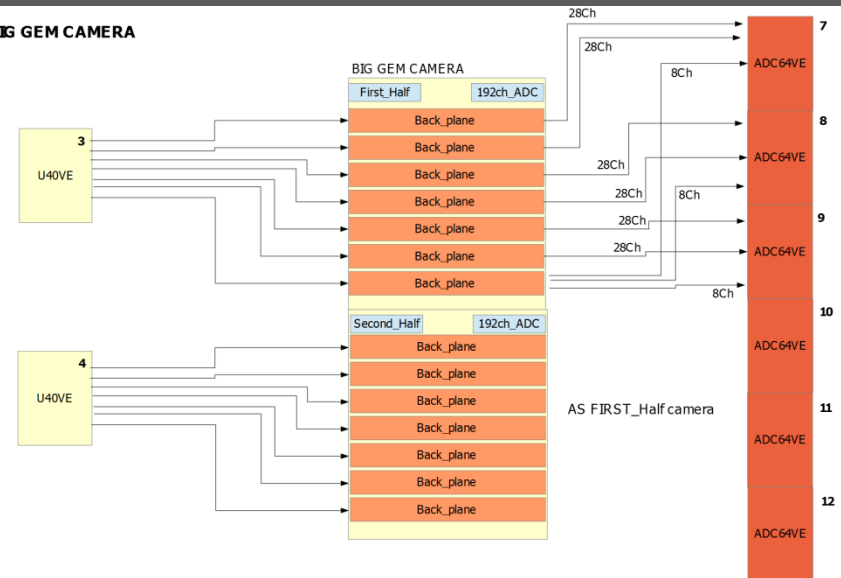 BIG GEM CAMERA
BIG GEM CAMERA
First_Half
192ch_ADC
Back_plane
Back_plane
Back_plane
Back_plane
Back_plane
Back_plane
Back_plane
Second_Half
192ch_ADC
Back_plane
Back_plane
Back_plane
Back_plane
Back_plane
Back_plane
Back_plane
3
U40VE
4
U40VE
28Ch
28Ch
8Ch
28Ch
28Ch
8Ch
28Ch
28Ch
8Ch
AS FIRST_Half camera
7
ADC64VE
8
ADC64VE
9
ADC64VE
10
ADC64VE
11
ADC64VE
12
ADC64VE